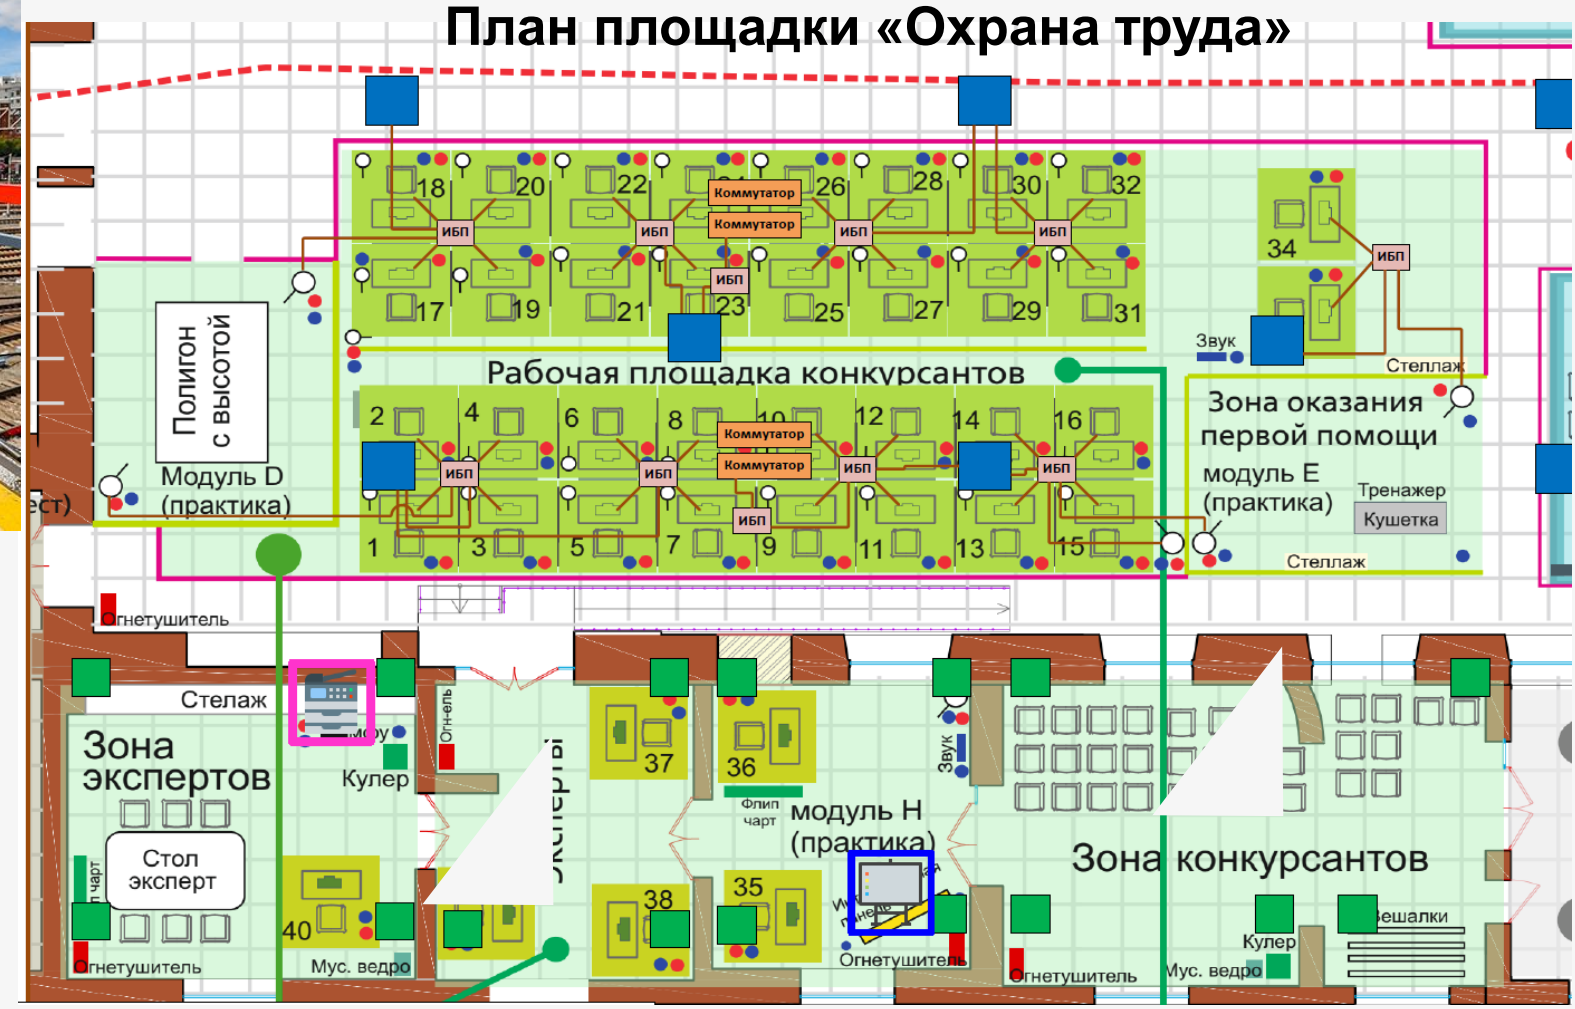 План площадки «Охрана труда»
18
20
22
26
28
30
32
Коммутатор
Коммутатор
ИБП
ИБП
ИБП
ИБП
ИБП
17
19
21
23
25
27
29
31
34
ИБП
Звук
Стеллаж
Полигон
с высотой
Модуль D
(практика)
Рабочая площадка конкурсантов
2
4
6
8
10
12
14
16
Коммутатор
Коммутатор
ИБП
ИБП
ИБП
ИБП
ИБП
1
3
5
7
9
11
13
15
Зона оказания
первой помощи
модуль Е
(практика)
Тренажер
Кушетка
Стеллаж
Огнетушитель
Стелаж
Зона
экспертов
Кулер
Стол
эксперт
40
Огнетушитель
Мус. ведро
Огн-ель
37
38
36
Флип
чарт
модуль Н
(практика)
35
Звук
Огнетушитель
Зона конкурсантов
Вешалки
Кулер
Мус. ведро
Огнетушитель